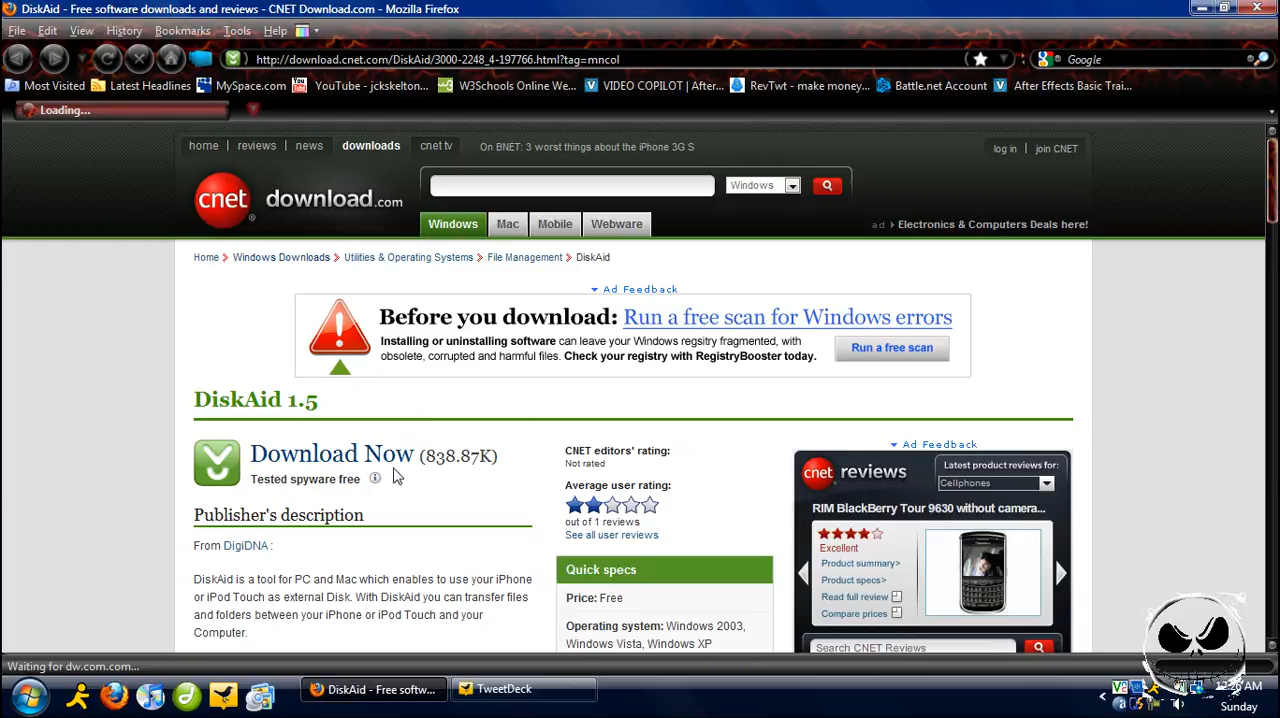 DiskAid - Free software downloads and reviews - CNET Download.com - Mozilla Firefox
File Edit View History Bookmarks Tools Help
http://download.cnet.com/DiskAid/3000-2248_4-197766.html?tag=mncol
Google
Most Visited Latest Headlines MySpace.com YouTube - jckskelton... W3Schools Online We... VIDEO COPILOT | After... RevTwt - make money... Battle.net Account After Effects Basic Trai...
Loading...
home | reviews | news downloads cnet tv On BNET: 3 worst things about the iPhone 3G S log in | join CNET
cnet download.com
Windows
Windows Mac Mobile Webware
ad Electronics & Computers Deals here!
Home Windows Downloads Utilities & Operating Systems File Management DiskAid
Ad Feedback
Before you download: Run a free scan for Windows errors
Installing or uninstalling software can leave your Windows regsitry fragmented, with
obsolete, corrupted and harmful files. Check your registry with RegistryBooster today.
Run a free scan
DiskAid 1.5
Download Now (838.87K)
Tested spyware free
Publisher's description
From DigiDNA :
DiskAid is a tool for PC and Mac which enables to use your iPhone
or iPod Touch as external Disk. With DiskAid you can transfer files
and folders between your iPhone or iPod Touch and your
Computer.
CNET editors' rating:
Not rated
Average user rating:
out of 1 reviews
See all user reviews
Quick specs
Price: Free
Operating system: Windows 2003,
Windows Vista, Windows XP
Ad Feedback
cnet reviews
Latest product reviews for:
Cellphones
RIM BlackBerry Tour 9630 without camera...
Excellent
Product summary>
Product specs>
Read full review
Compare prices
Search CNET Reviews
Waiting for dw.com.com...
DiskAid - Free softw...
TweetDeck
Sunday